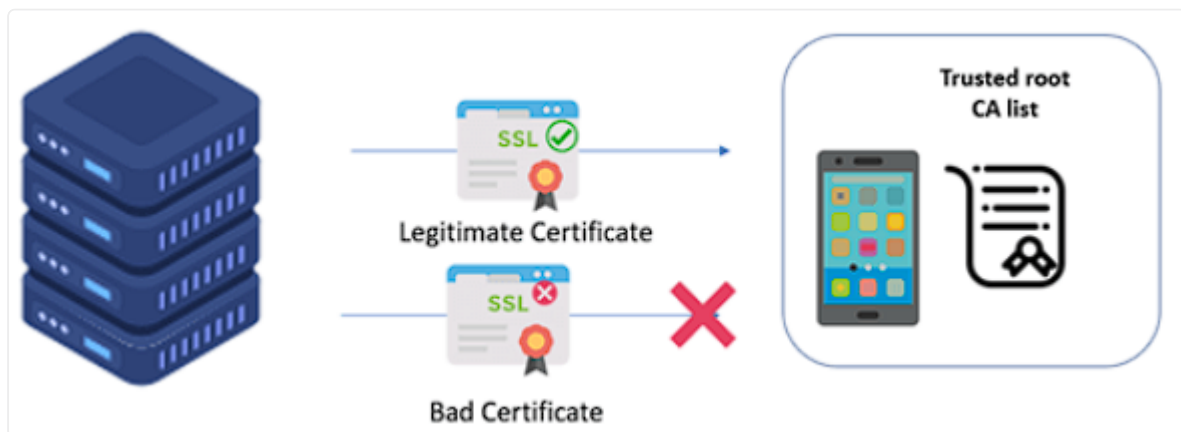 Trusted root
CA list
SSL
Legitimate Certificate
SSL
Bad Certificate